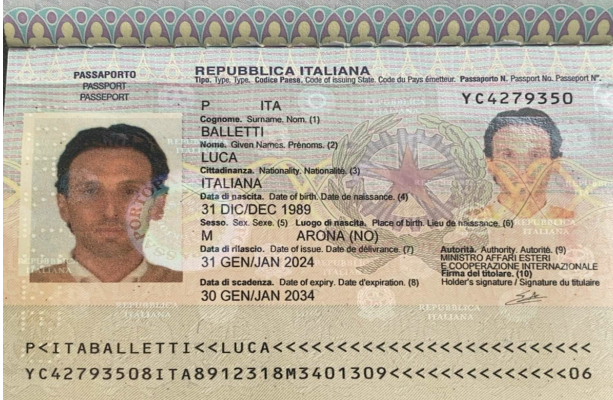 PASSAPORTO
PASSPORT
PASSEPORT
REPUBBLICA ITALIANA
Tipo. Type. Type. Codice Paese. Code of issuing State. Code du Pays émetteur. Passaporto N. Passport No. Passeport N°.
P ITA YC4279350
Cognome. Surname. Nom. (1)
BALLETTI
Nome. Given Names. Prénoms. (2)
LUCA
Cittadinanza. Nationality. Nationalité. (3)
ITALIANA
Data di nascita. Date of birth. Date de naissance. (4)
31 DIC/DEC 1989
Sesso. Sex. Sexe. (5) Luogo di nascita. Place of birth. Lieu de naissance. (6)
M ARONA (NO)
Data di rilascio. Date of issue. Date de délivrance. (7)
31 GEN/JAN 2024
Data di scadenza. Date of expiry. Date d'expiration. (8)
30 GEN/JAN 2034
Autorità. Authority. Autorité. (9)
MINISTRO AFFARI ESTERI
E COOPERAZIONE INTERNAZIONALE
Firma del titolare. (10)
Holder's signature / Signature du titulaire
REPUBBLICA
ITALIANA
P<ITABALLETTI<<LUCA<<<<<<<<<<<<<<<<<<<<<<<<<
YC42793508ITA8912318M3401309<<<<<<<<<<<<<<06